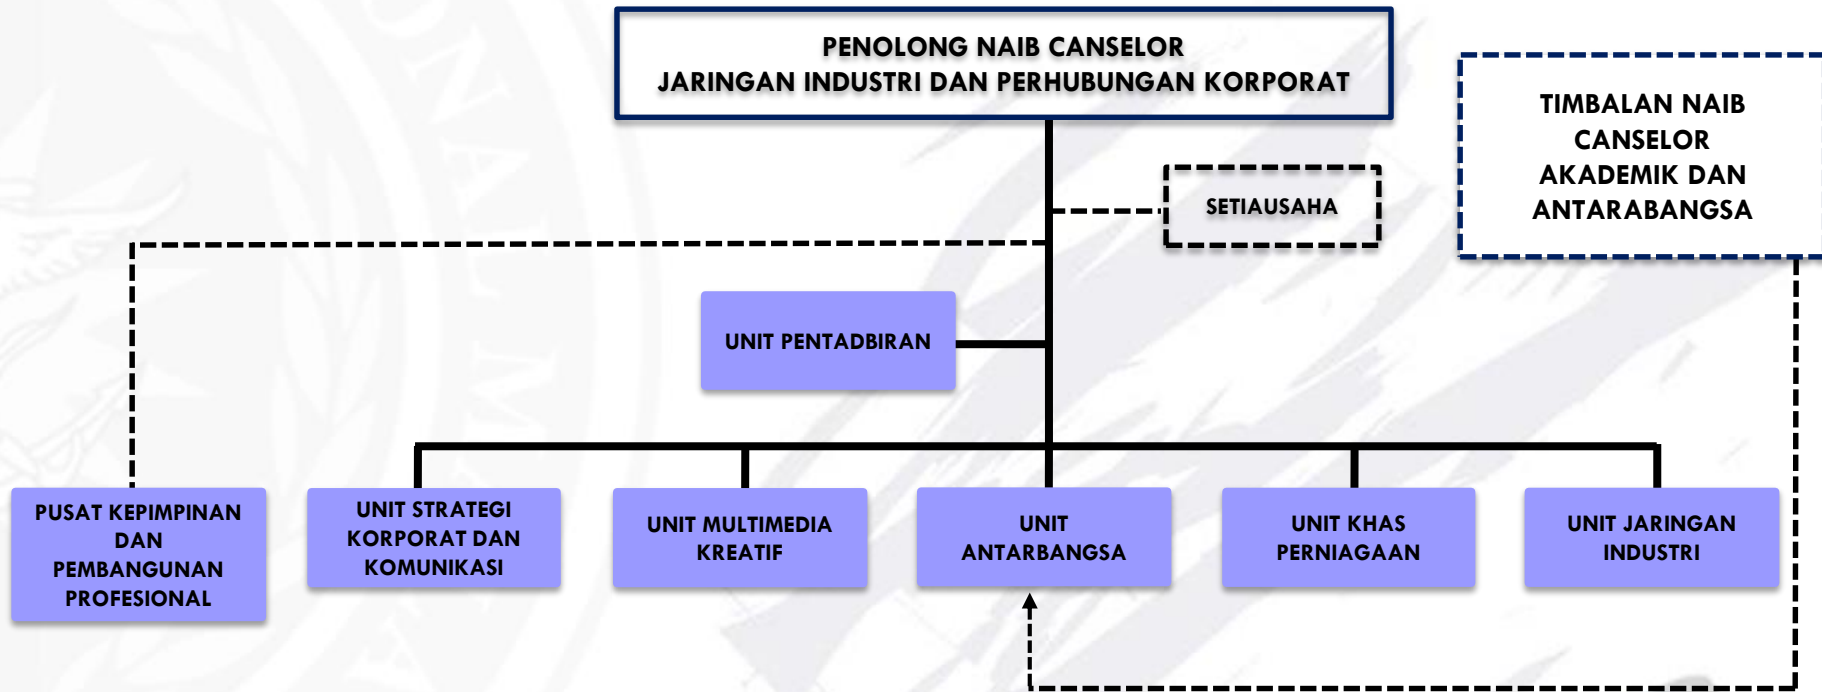 PENOLONG NAIB CANSELOR
JARINGAN INDUSTRI DAN PERHUBUNGAN KORPORAT
TIMBALAN NAIB
CANSELOR
AKADEMIK DAN
ANTARABANGSA
SETIAUSAHA
UNIT PENTADBIRAN
PUSAT KEPIMPINAN
DAN
PEMBANGUNAN
PROFESIONAL
UNIT STRATEGI
KORPORAT DAN
KOMUNIKASI
UNIT MULTIMEDIA
KREATIF
UNIT
ANTARBANGSA
UNIT KHAS
PERNIAGAAN
UNIT JARINGAN
INDUSTRI